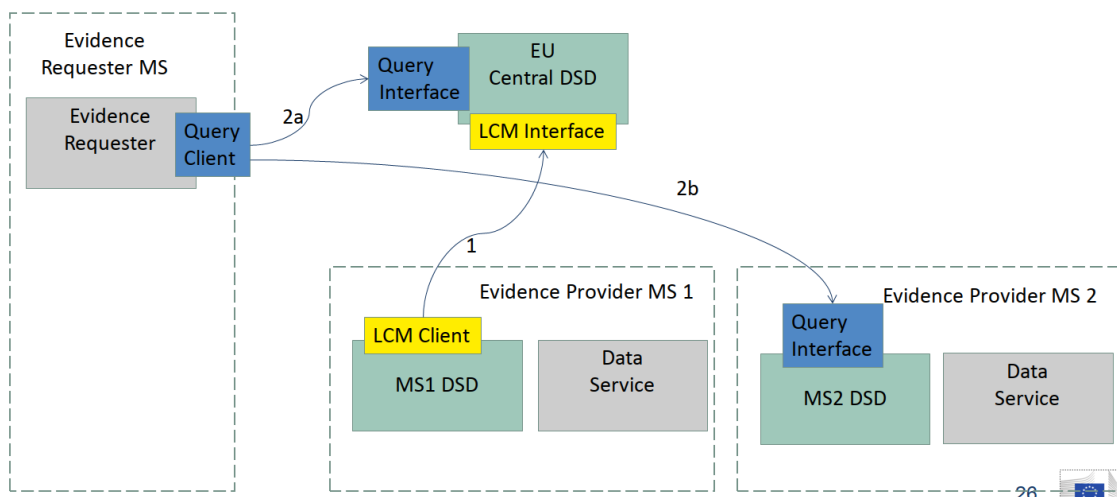 Evidence
Requester MS
Evidence
Requester
Query
Client
2a
Query
Interface
EU
Central DSD
LCM Interface
2b
1
Evidence Provider MS 1
LCM Client
MS1 DSD
Data
Service
Evidence Provider MS 2
Query
Interface
MS2 DSD
Data
Service
26